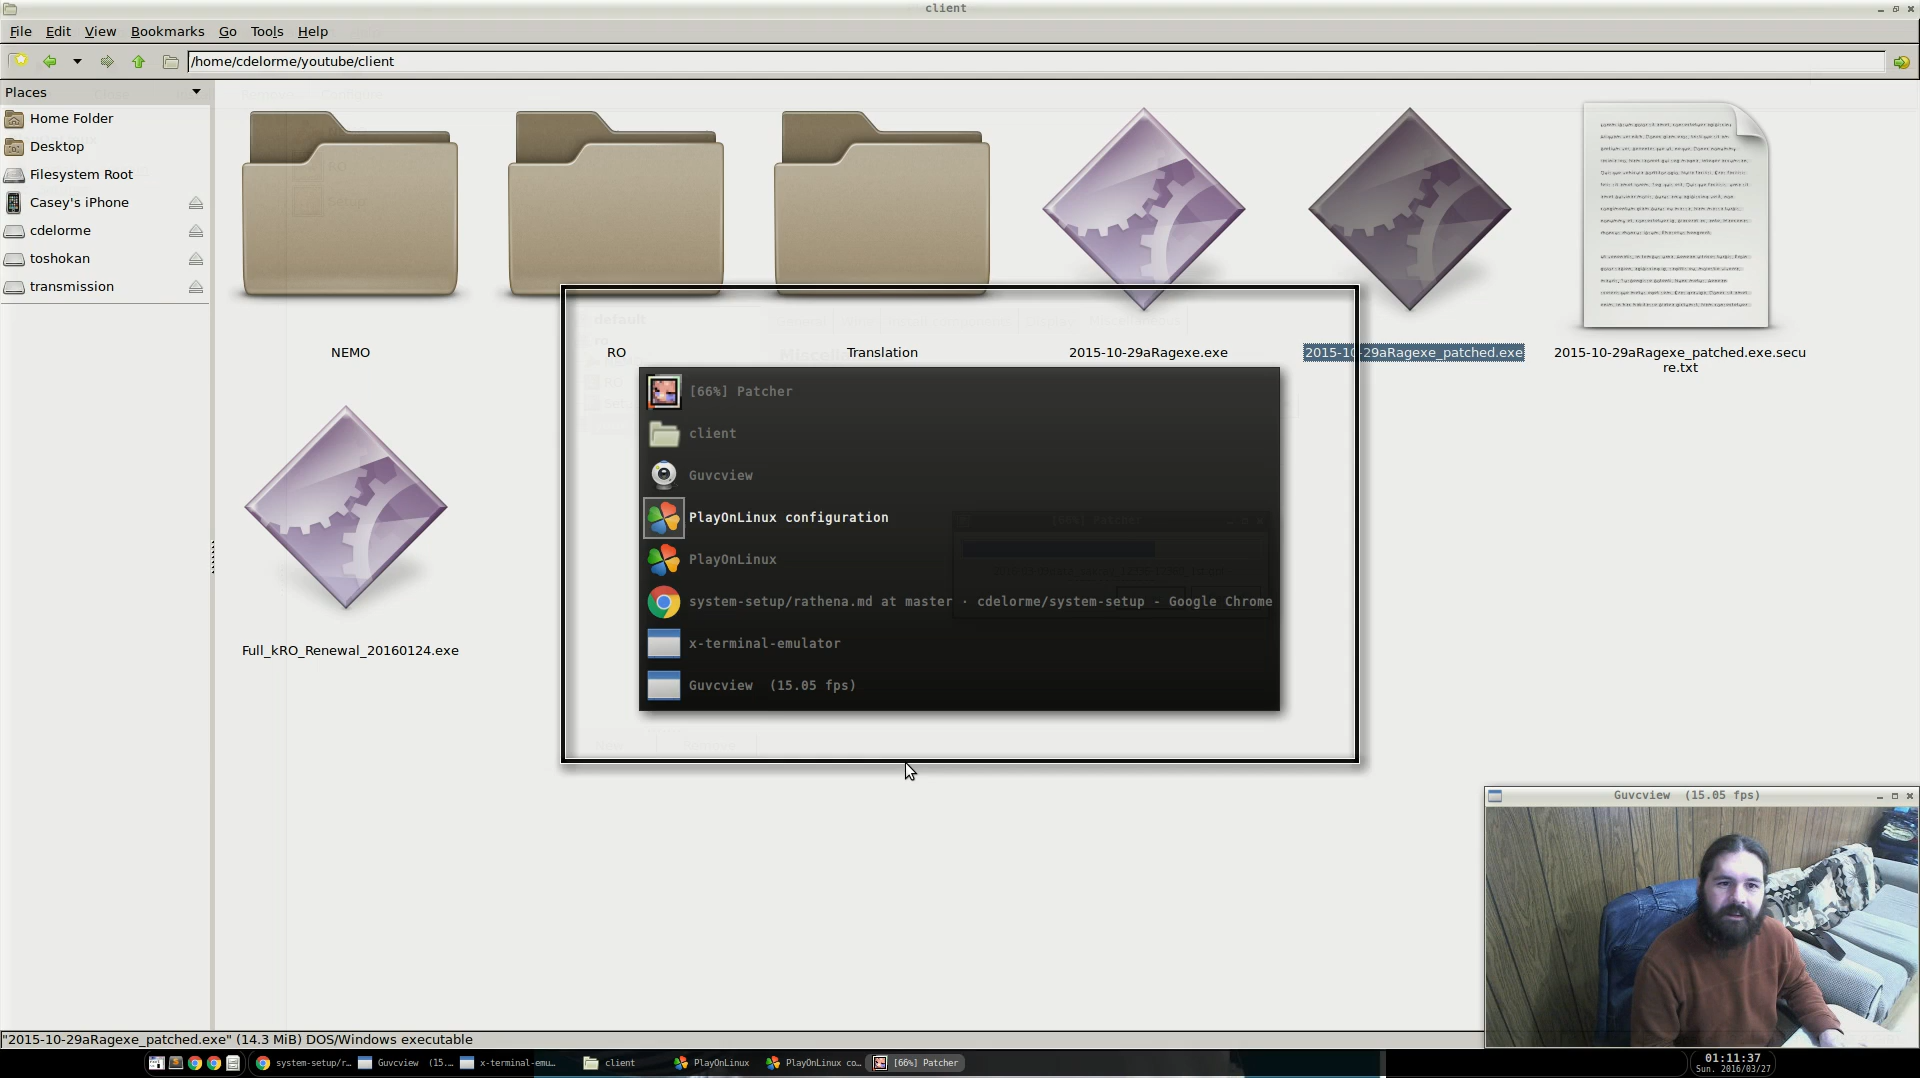 client
File Edit View Bookmarks Go Tools Help
/home/cdelorme/youtube/client
Places
Home Folder
Desktop
Filesystem Root
Casey's iPhone
cdelorme
toshokan
transmission
NEMO
RO
Translation
2015-10-29aRagexe.exe
2015-10-29aRagexe_patched.exe
2015-10-29aRagexe_patched.exe.secu
re.txt
[66%] Patcher
client
Guvcview
PlayOnLinux configuration
PlayOnLinux
system-setup/rathena.md at master · cdelorme/system-setup - Google Chrome
x-terminal-emulator
Guvcview (15.05 fps)
Full_kRO_Renewal_20160124.exe
Guvcview (15.05 fps)
"2015-10-29aRagexe_patched.exe" (14.3 MiB) DOS/Windows executable
system-setup/r... Guvcview (15.... x-terminal-emu... client PlayOnLinux PlayOnLinux co... [66%] Patcher
01:11:37
Sun. 2016/03/27